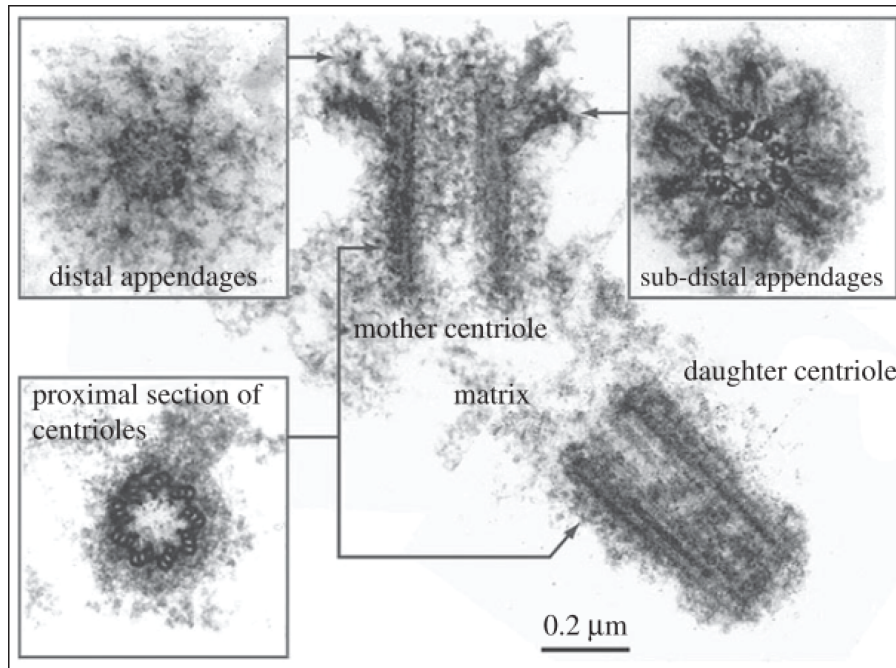 distal appendages
sub-distal appendages
mother centriole
proximal section of
centrioles
matrix
daughter centriole
0.2 µm